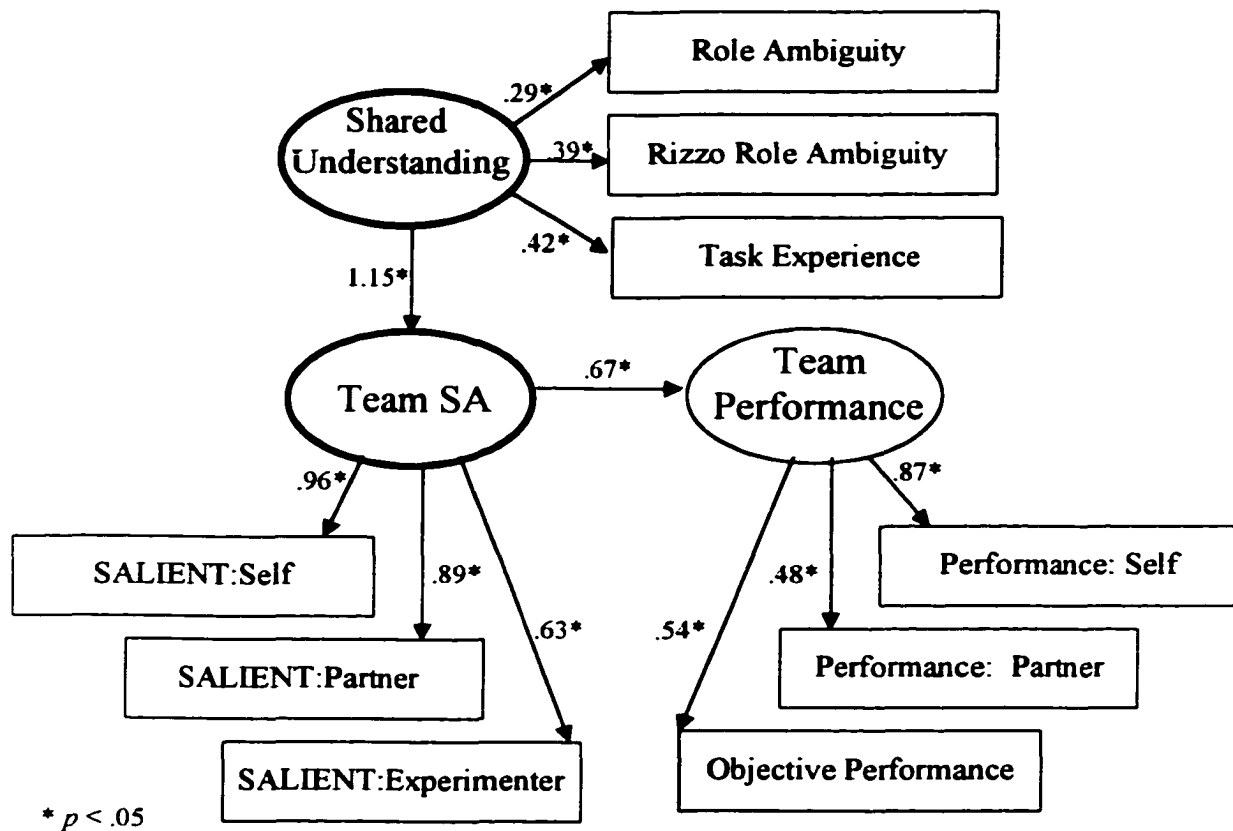 Role Ambiguity
.29*
Shared
Understanding
.39*
Rizzo Role Ambiguity
.42*
Task Experience
1.15*
Team SA
.67*
Team
Performance
.96*
.87*
SALIENT:Self
.89*
.48*
Performance: Self
.63*
.54*
SALIENT:Partner
Performance: Partner
SALIENT:Experimenter
Objective Performance
* p < .05